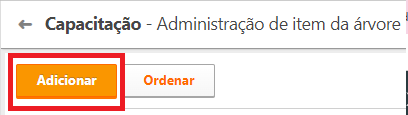 Capacitação - Administração de item da árvore
Adicionar Ordenar